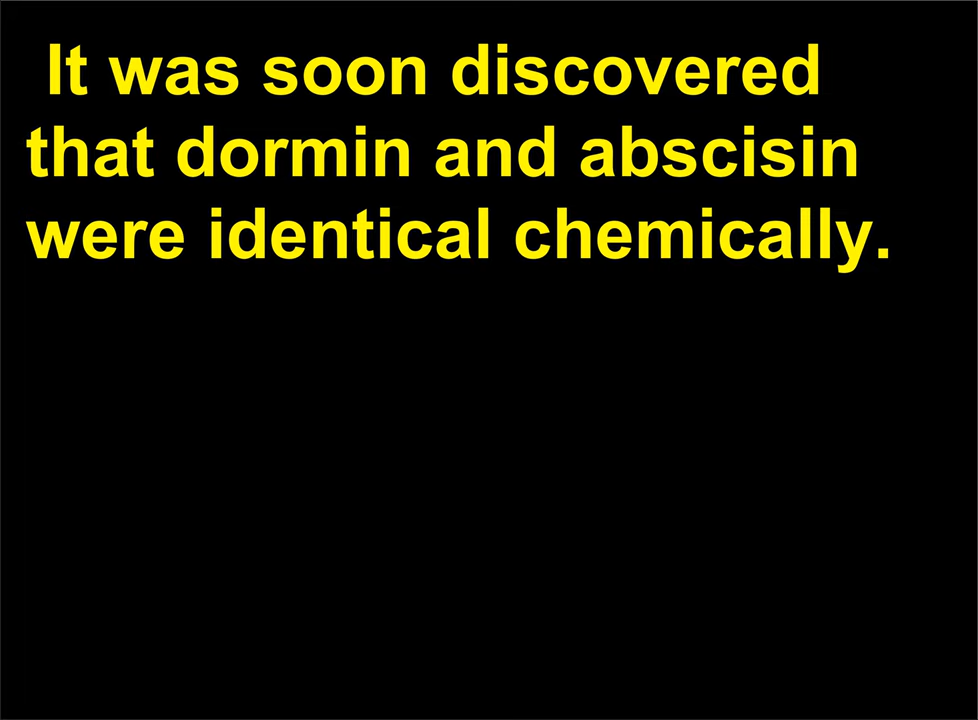 It was soon discovered
that dormin and abscisin
were identical chemically.